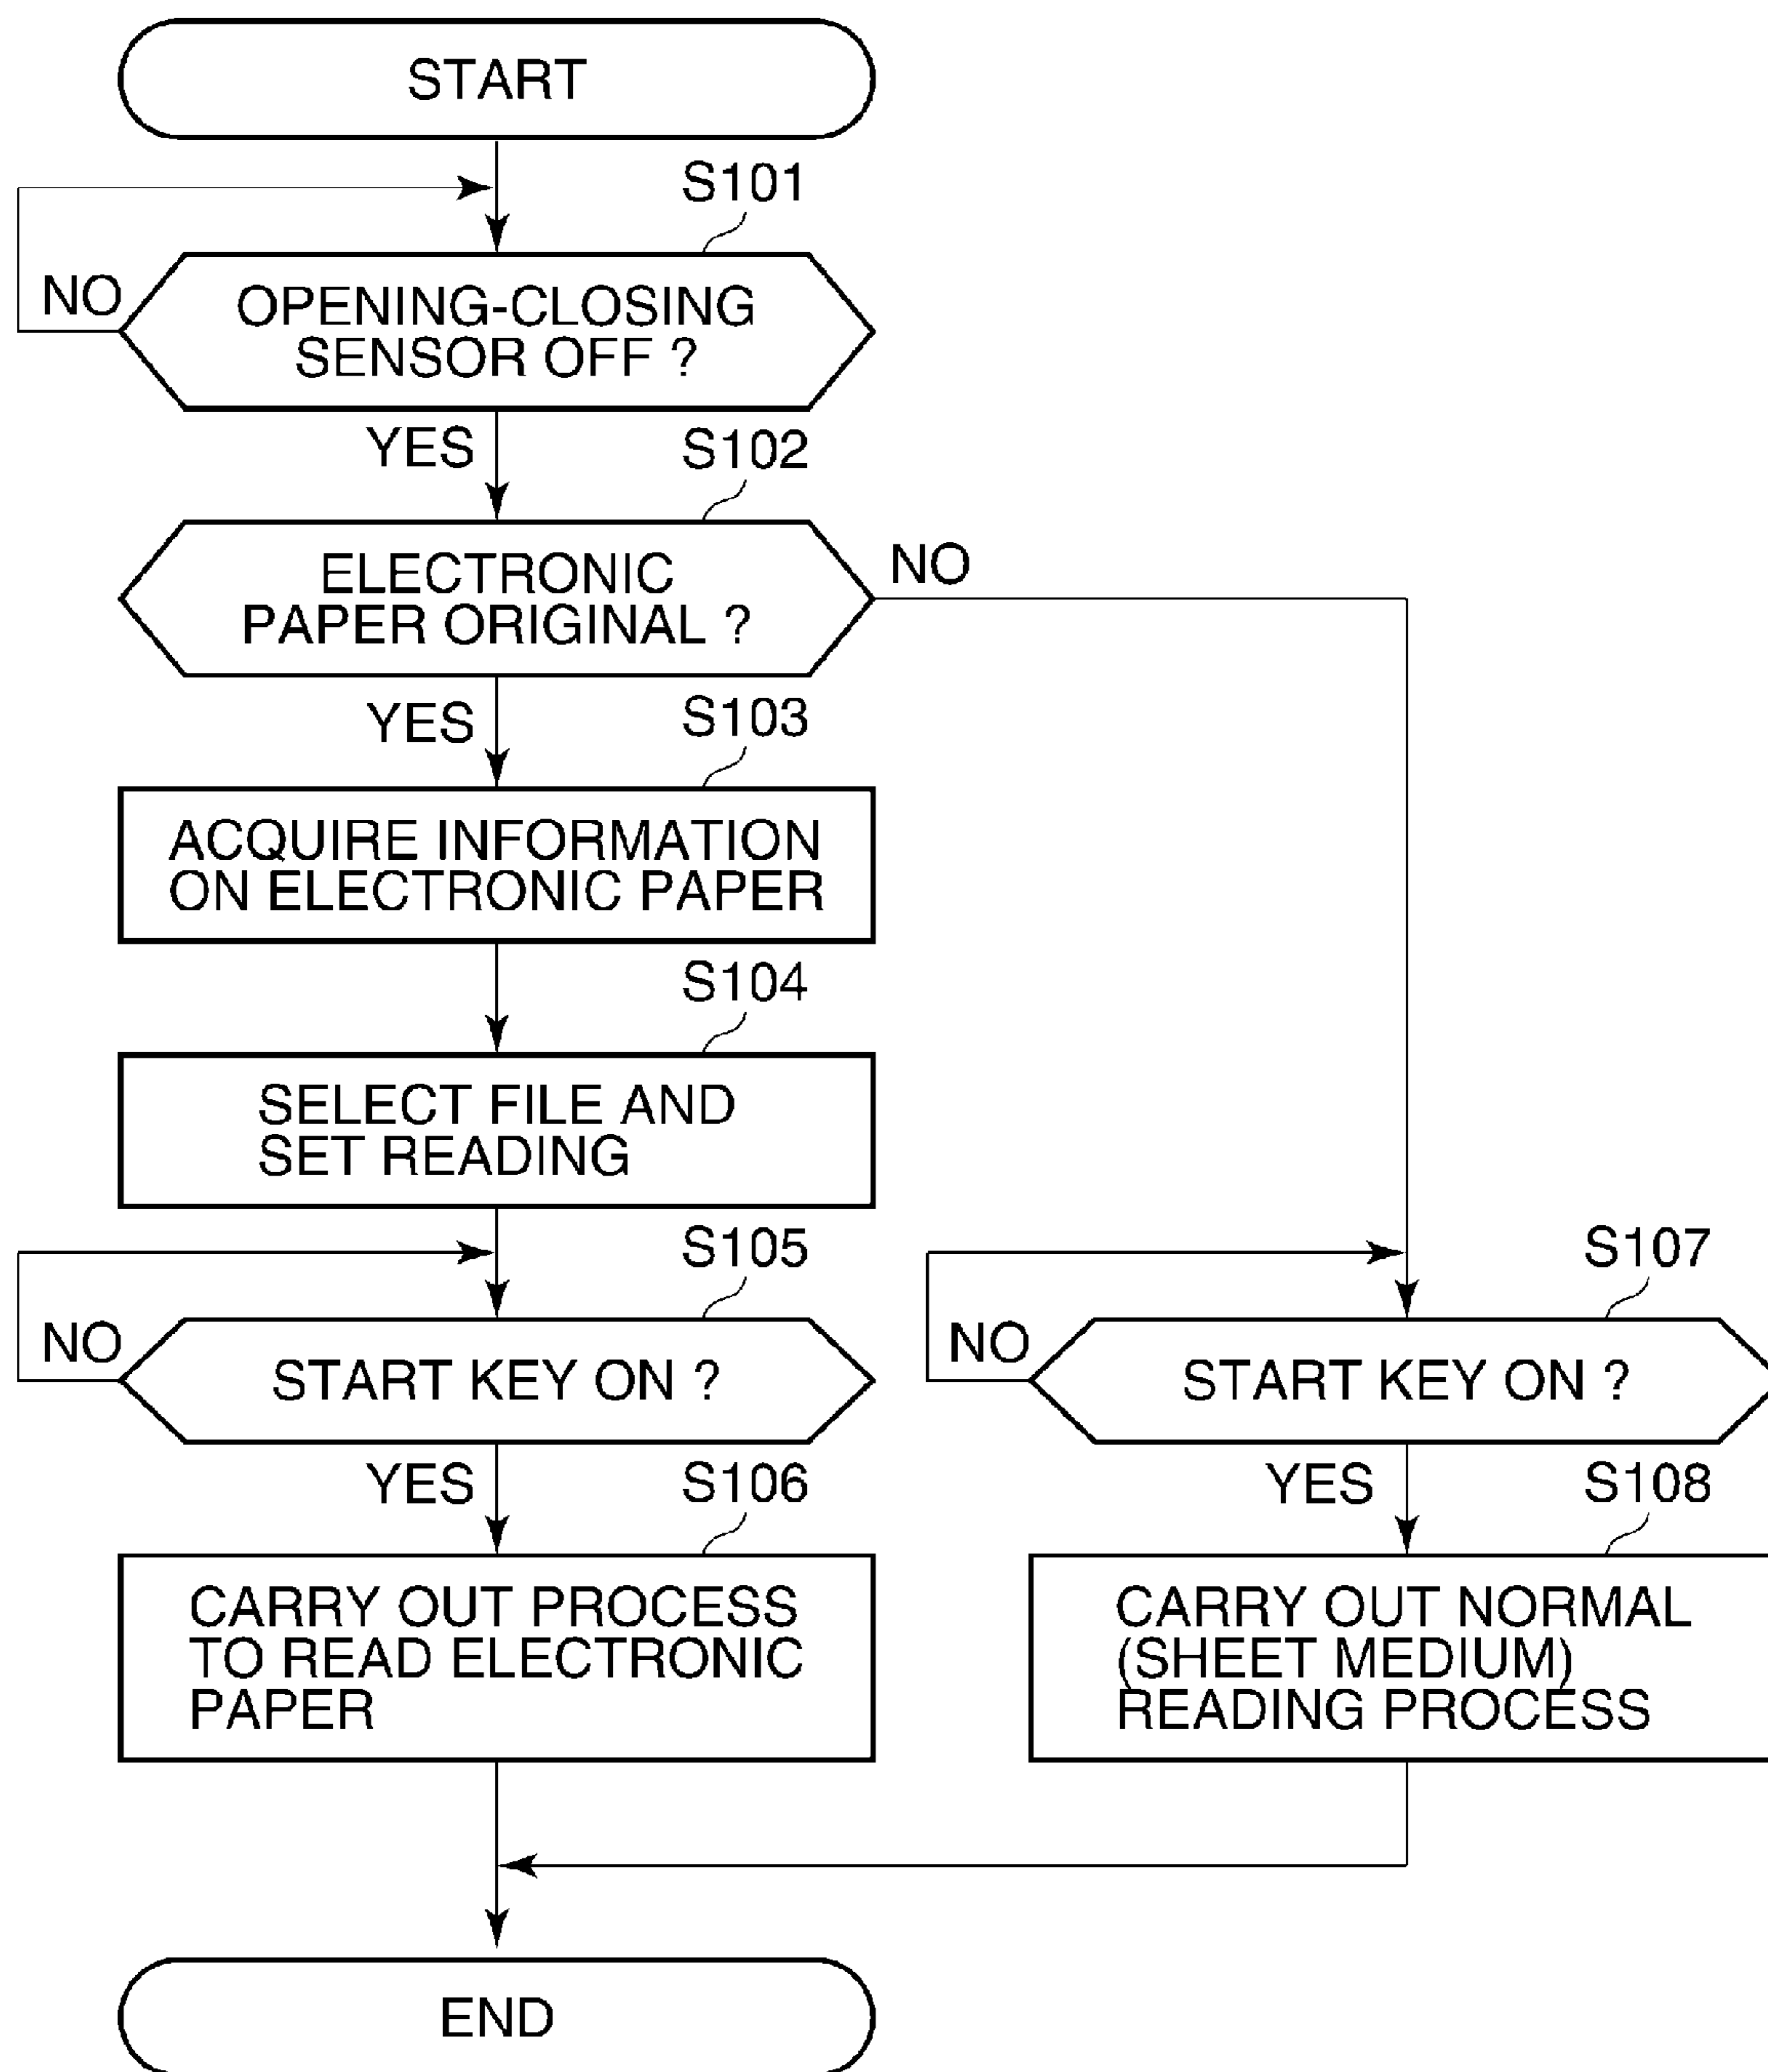 START
S101
NO
OPENING-CLOSING
SENSOR OFF ?
YES
S102
ELECTRONIC
PAPER ORIGINAL ?
NO
YES
S103
ACQUIRE INFORMATION
ON ELECTRONIC PAPER
S104
SELECT FILE AND
SET READING
S105
NO
START KEY ON ?
S107
NO
START KEY ON ?
YES
S106
CARRY OUT PROCESS
TO READ ELECTRONIC
PAPER
YES
S108
CARRY OUT NORMAL
(SHEET MEDIUM)
READING PROCESS
END